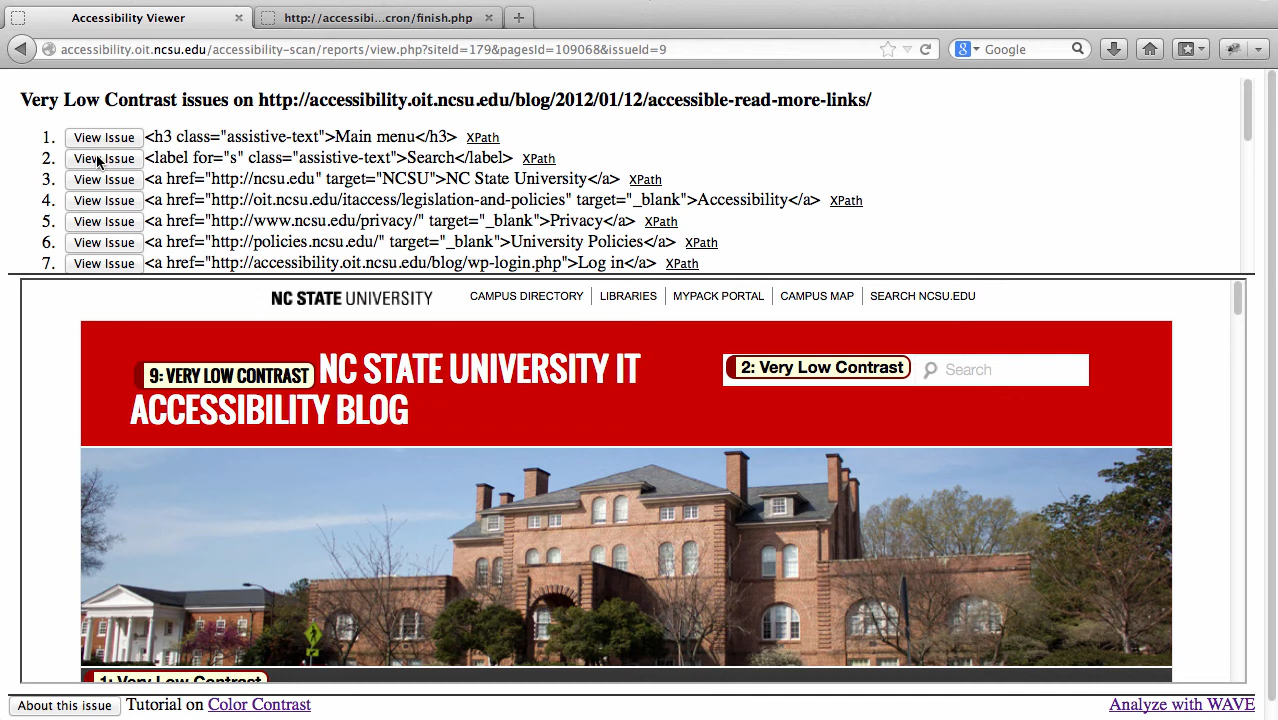 Accessibility Viewer
http://accessibi...cron/finish.php
accessibility.oit.ncsu.edu/accessibility-scan/reports/view.php?siteId=179&pagesId=109068&issueId=9
Google
Very Low Contrast issues on http://accessibility.oit.ncsu.edu/blog/2012/01/12/accessible-read-more-links/
1. View Issue <h3 class="assistive-text">Main menu</h3> XPath
2. View Issue <label for="s" class="assistive-text">Search</label> XPath
3. View Issue <a href="http://ncsu.edu" target="NCSU">NC State University</a> XPath
4. View Issue <a href="http://oit.ncsu.edu/itaccess/legislation-and-policies" target="_blank">Accessibility</a> XPath
5. View Issue <a href="http://www.ncsu.edu/privacy/" target="_blank">Privacy</a> XPath
6. View Issue <a href="http://policies.ncsu.edu/" target="_blank">University Policies</a> XPath
7. View Issue <a href="http://accessibility.oit.ncsu.edu/blog/wp-login.php">Log in</a> XPath
NC STATE UNIVERSITY CAMPUS DIRECTORY LIBRARIES MYPACK PORTAL CAMPUS MAP SEARCH NCSU.EDU
9: VERY LOW CONTRAST NC STATE UNIVERSITY IT
ACCESSIBILITY BLOG
2: Very Low Contrast Search
1: Very Low Contrast
About this issue Tutorial on Color Contrast Analyze with WAVE